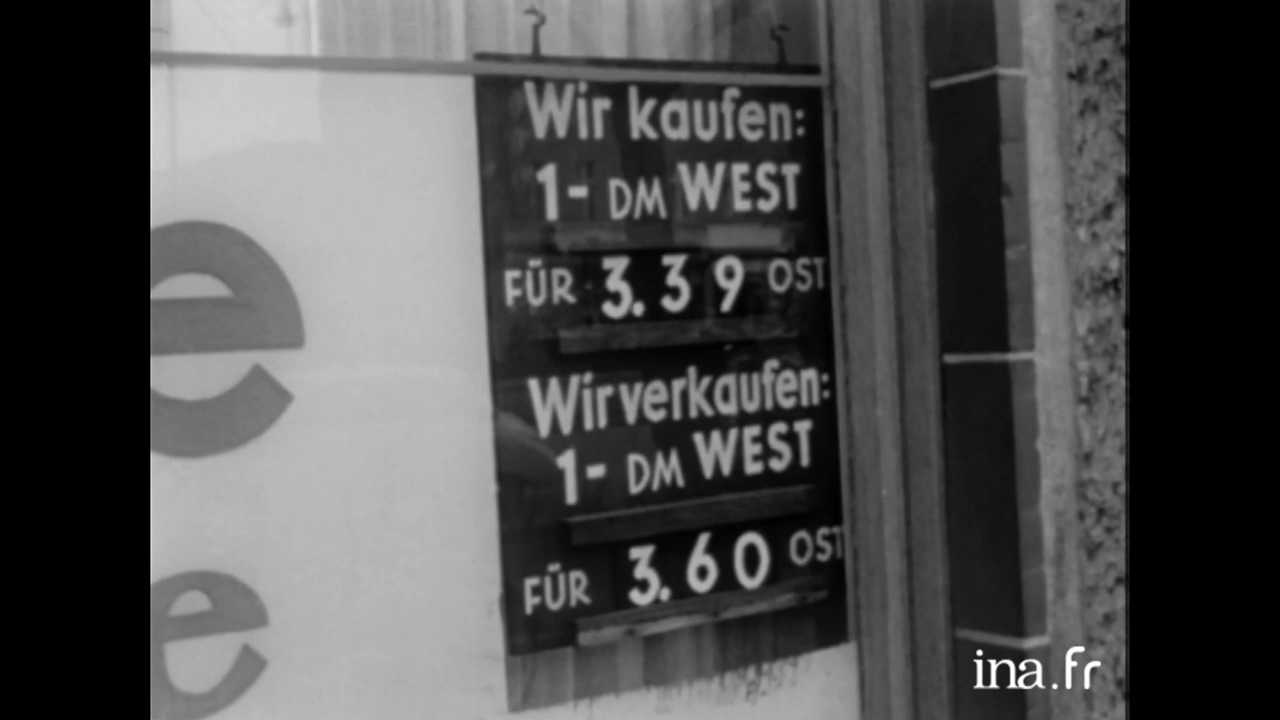 Wir kaufen:
1- DM WEST
FÜR 3.39 OST
Wir verkaufen:
1- DM WEST
FÜR 3.60 OST
e
e
ina.fr